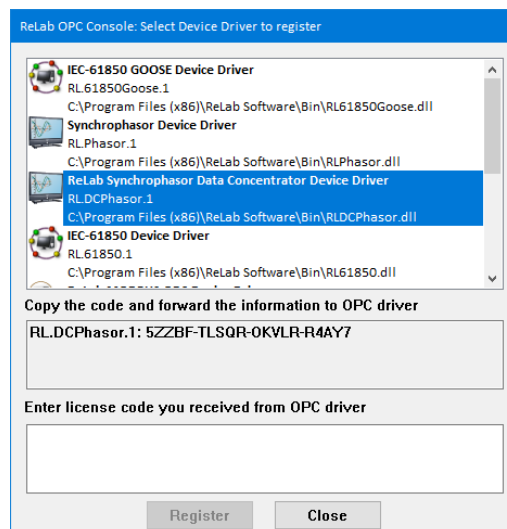 ReLab OPC Console: Select Device Driver to register
IEC-61850 GOOSE Device Driver
RL.61850Goose.1
C:\Program Files (x86)\ReLab Software\Bin\RL61850Goose.dll
Synchrophasor Device Driver
RL.Phasor.1
C:\Program Files (x86)\ReLab Software\Bin\RLPhasor.dll
ReLab Synchrophasor Data Concentrator Device Driver
RL.DCPhasor.1
C:\Program Files (x86)\ReLab Software\Bin\RLDCPhasor.dll
IEC-61850 Device Driver
RL.61850.1
C:\Program Files (x86)\ReLab Software\Bin\RL61850.dll
Copy the code and forward the information to OPC driver
RL.DCPhasor.1: 5ZZBF-TLSQR-OKVLR-R4AY7
Enter license code you received from OPC driver
Register
Close